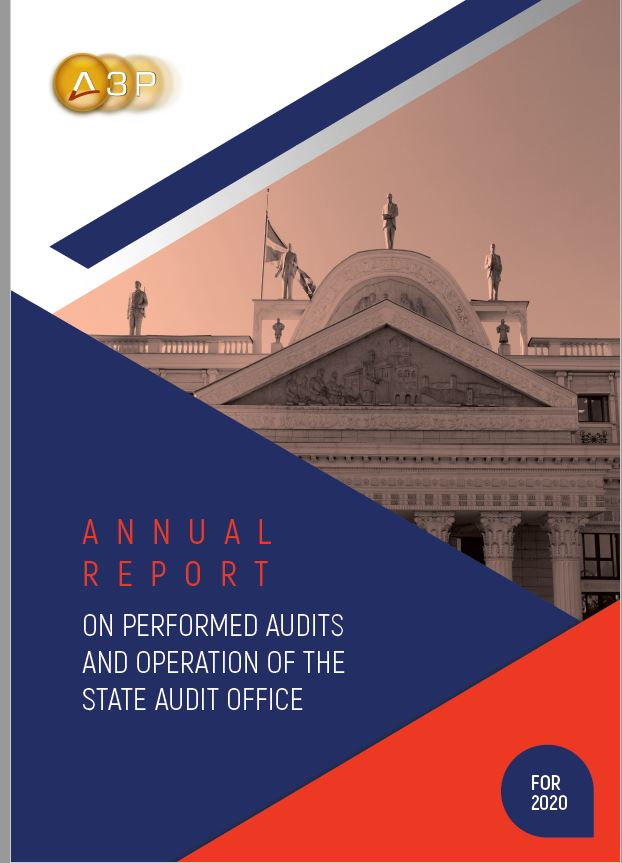 ДЗР
ANNUAL
REPORT
ON PERFORMED AUDITS
AND OPERATION OF THE
STATE AUDIT OFFICE
FOR
2020